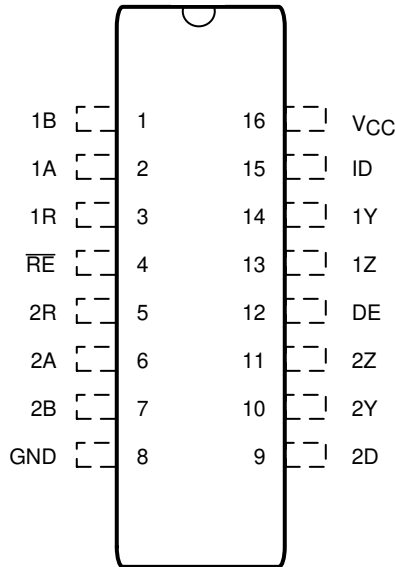 1B 1 16 VCC
1A 2 15 ID
1R 3 14 1Y
R̅E̅ 4 13 1Z
2R 5 12 DE
2A 6 11 2Z
2B 7 10 2Y
GND 8 9 2D